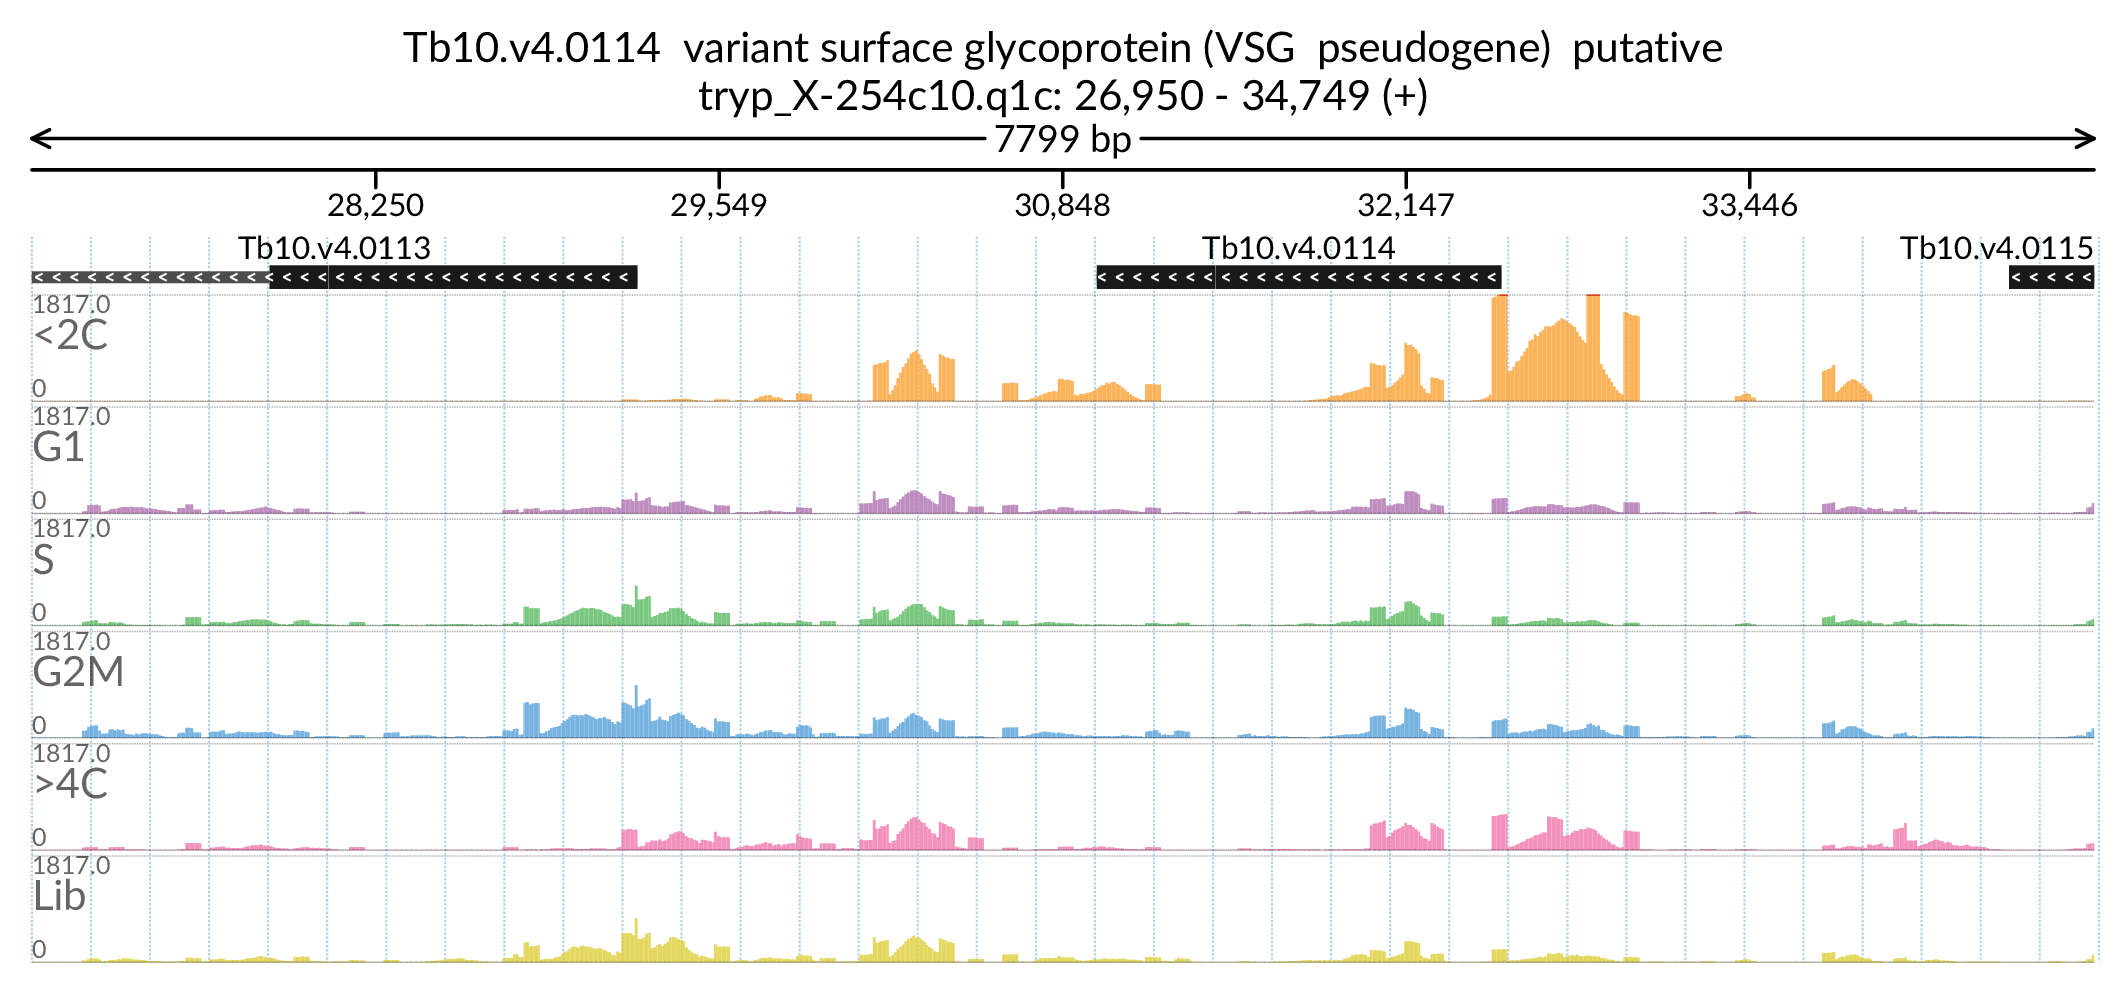 Tb10.v4.0114  variant surface glycoprotein (VSG  pseudogene)  putative
tryp_X-254c10.q1c: 26,950 - 34,749 (+)
7799 bp
28,250 29,549 30,848 32,147 33,446
Tb10.v4.0113 Tb10.v4.0114 Tb10.v4.0115
1817.0
<2C
0
1817.0
G1
0
1817.0
S
0
1817.0
G2M
0
1817.0
>4C
0
1817.0
Lib
0